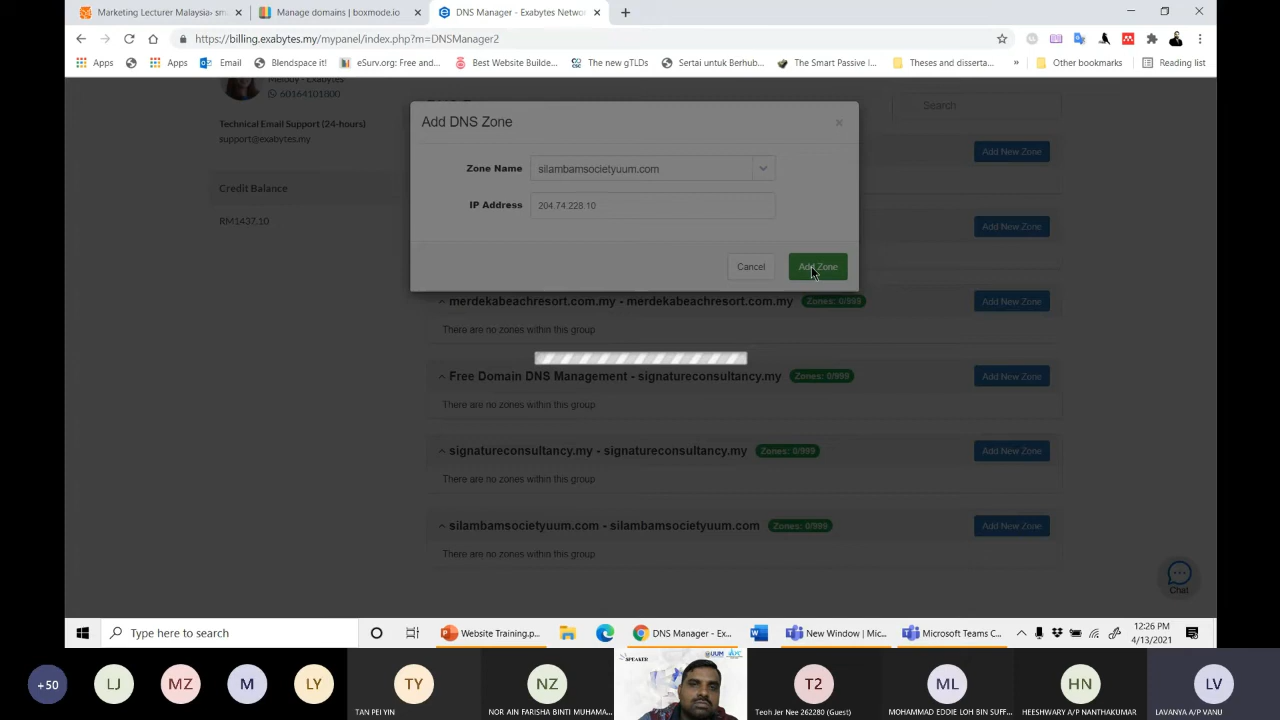 Marketing Lecturer Malaysia- sm
Manage domains | boxmode.io
DNS Manager - Exabytes Netwo
https://billing.exabytes.my/mypanel/index.php?m=DNSManager2
Apps
Apps
Email
Blendspace it!
eSurv.org: Free and...
Best Website Builde...
The new gTLDs
Sertai untuk Berhub...
The Smart Passive I...
Theses and disserta...
»
Other bookmarks
Reading list
Melody - Exabytes
60164101800
Technical Email Support (24-hours)
support@exabytes.my
Credit Balance
RM1437.10
Search
Add New Zone
Add DNS Zone
×
Zone Name
silambamsocietyuum.com
IP Address
204.74.228.10
Cancel
Add Zone
Add New Zone
merdekabeachresort.com.my - merdekabeachresort.com.my
Zones: 0/999
Add New Zone
There are no zones within this group
Free Domain DNS Management - signatureconsultancy.my
Zones: 0/999
Add New Zone
There are no zones within this group
signatureconsultancy.my - signatureconsultancy.my
Zones: 0/999
Add New Zone
There are no zones within this group
silambamsocietyuum.com - silambamsocietyuum.com
Zones: 0/999
Add New Zone
There are no zones within this group
Chat
Type here to search
Website Training.p...
DNS Manager - Ex...
New Window | Mic...
Microsoft Teams C...
12:26 PM
4/13/2021
+50
LJ
MZ
M
LY
TY
TAN PEI YIN
NZ
NOR AIN FARISHA BINTI MUHAMA...
SPEAKER
UUM
T2
Teoh Jer Nee 262280 (Guest)
ML
MOHAMMAD EDDIE LOH BIN SUFF...
HN
HEESHWARY A/P NANTHAKUMAR
LV
LAVANYA A/P VANU